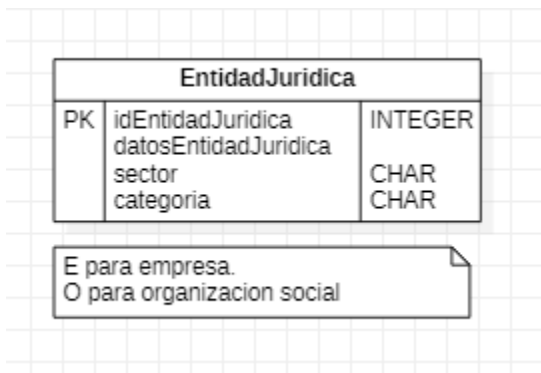 EntidadJuridica
PK idEntidadJuridica INTEGER
datosEntidadJuridica
sector CHAR
categoria CHAR
E para empresa.
O para organizacion social